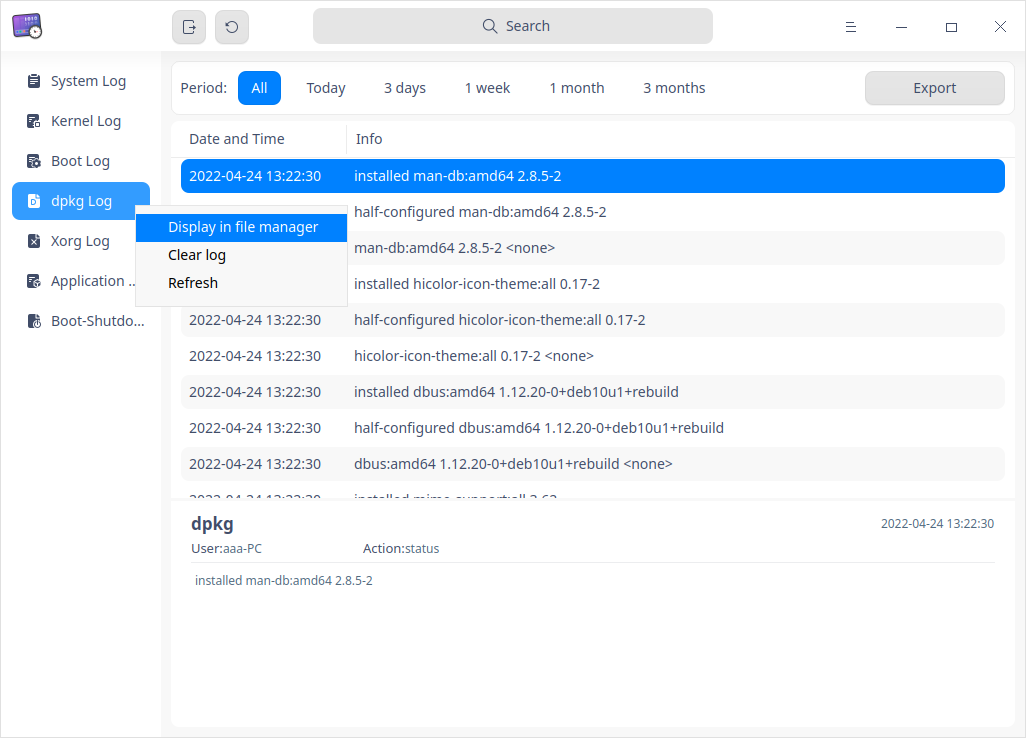 Search
System Log
Kernel Log
Boot Log
dpkg Log
Xorg Log
Application ...
Boot-Shutdo...
Display in file manager
Clear log
Refresh
Period: All Today 3 days 1 week 1 month 3 months Export
Date and Time Info
2022-04-24 13:22:30 installed man-db:amd64 2.8.5-2
half-configured man-db:amd64 2.8.5-2
man-db:amd64 2.8.5-2 <none>
installed hicolor-icon-theme:all 0.17-2
2022-04-24 13:22:30 half-configured hicolor-icon-theme:all 0.17-2
2022-04-24 13:22:30 hicolor-icon-theme:all 0.17-2 <none>
2022-04-24 13:22:30 installed dbus:amd64 1.12.20-0+deb10u1+rebuild
2022-04-24 13:22:30 half-configured dbus:amd64 1.12.20-0+deb10u1+rebuild
2022-04-24 13:22:30 dbus:amd64 1.12.20-0+deb10u1+rebuild <none>
dpkg 2022-04-24 13:22:30
User:aaa-PC Action:status
installed man-db:amd64 2.8.5-2